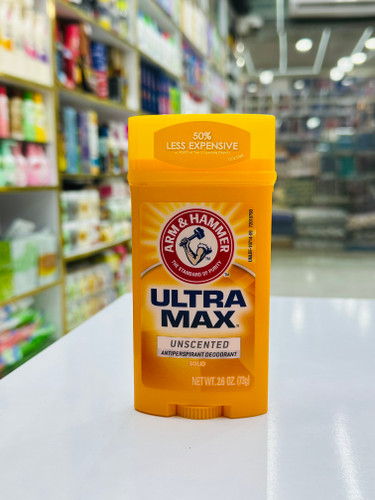 50%
LESS EXPENSIVE
ARM & HAMMER
THE STANDARD OF PURITY
ULTRA
MAX
UNSCENTED
ANTIPERSPIRANT DEODORANT
SOLID
NET WT. 2.6 OZ. (73g)